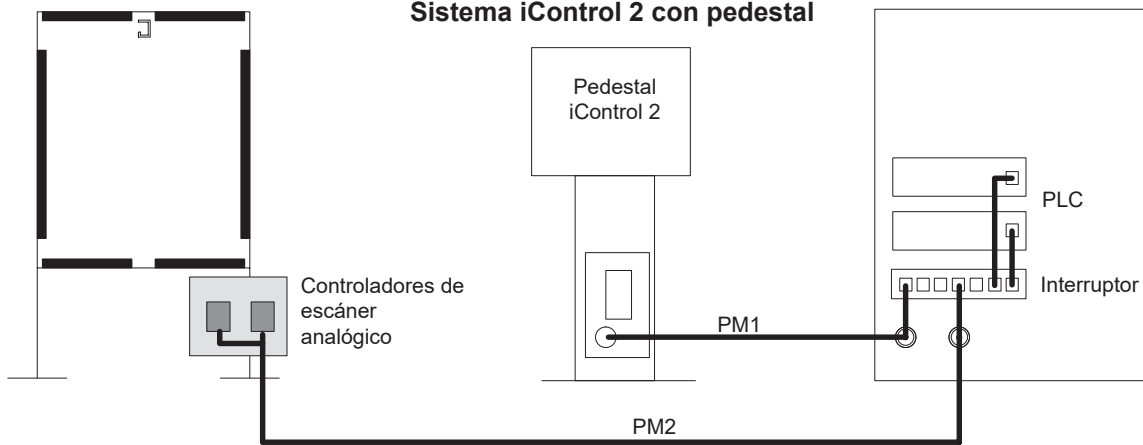 Sistema iControl 2 con pedestal
Pedestal
iControl 2
PLC
Controladores de
escáner
analógico
Interruptor
PM1
PM2